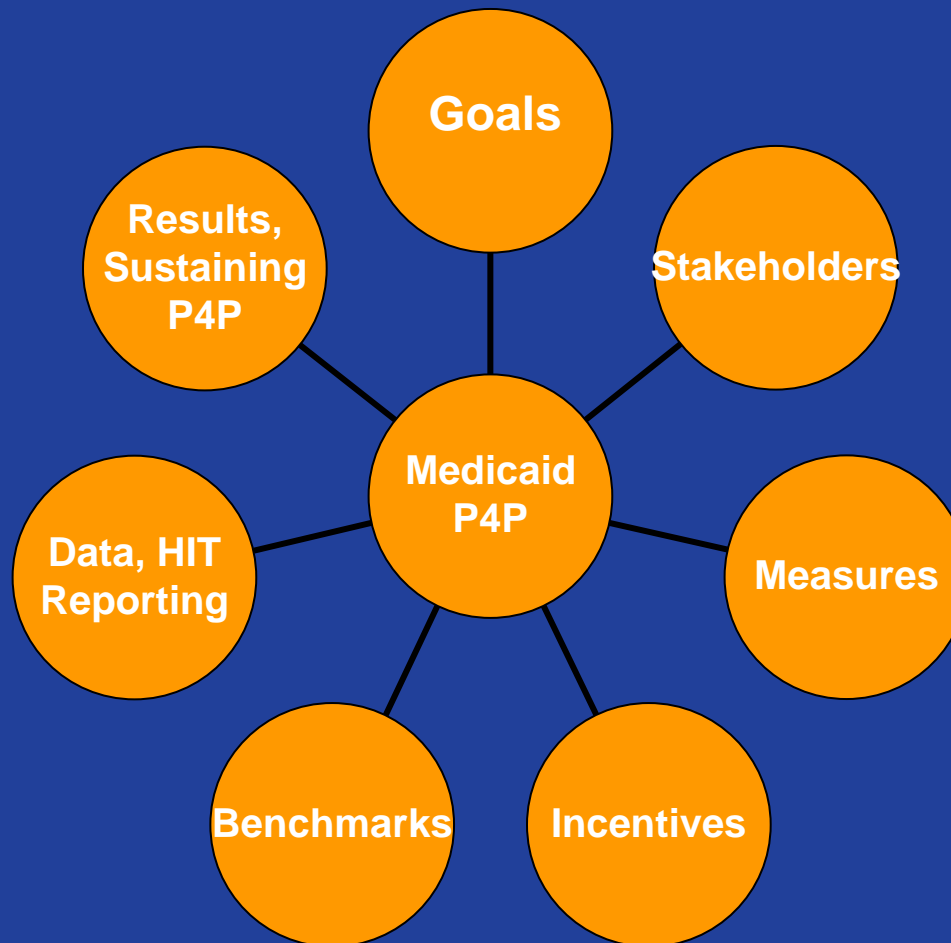 Goals
Results,
Sustaining
P4P
Stakeholders
Medicaid
P4P
Data, HIT
Reporting
Measures
Benchmarks
Incentives